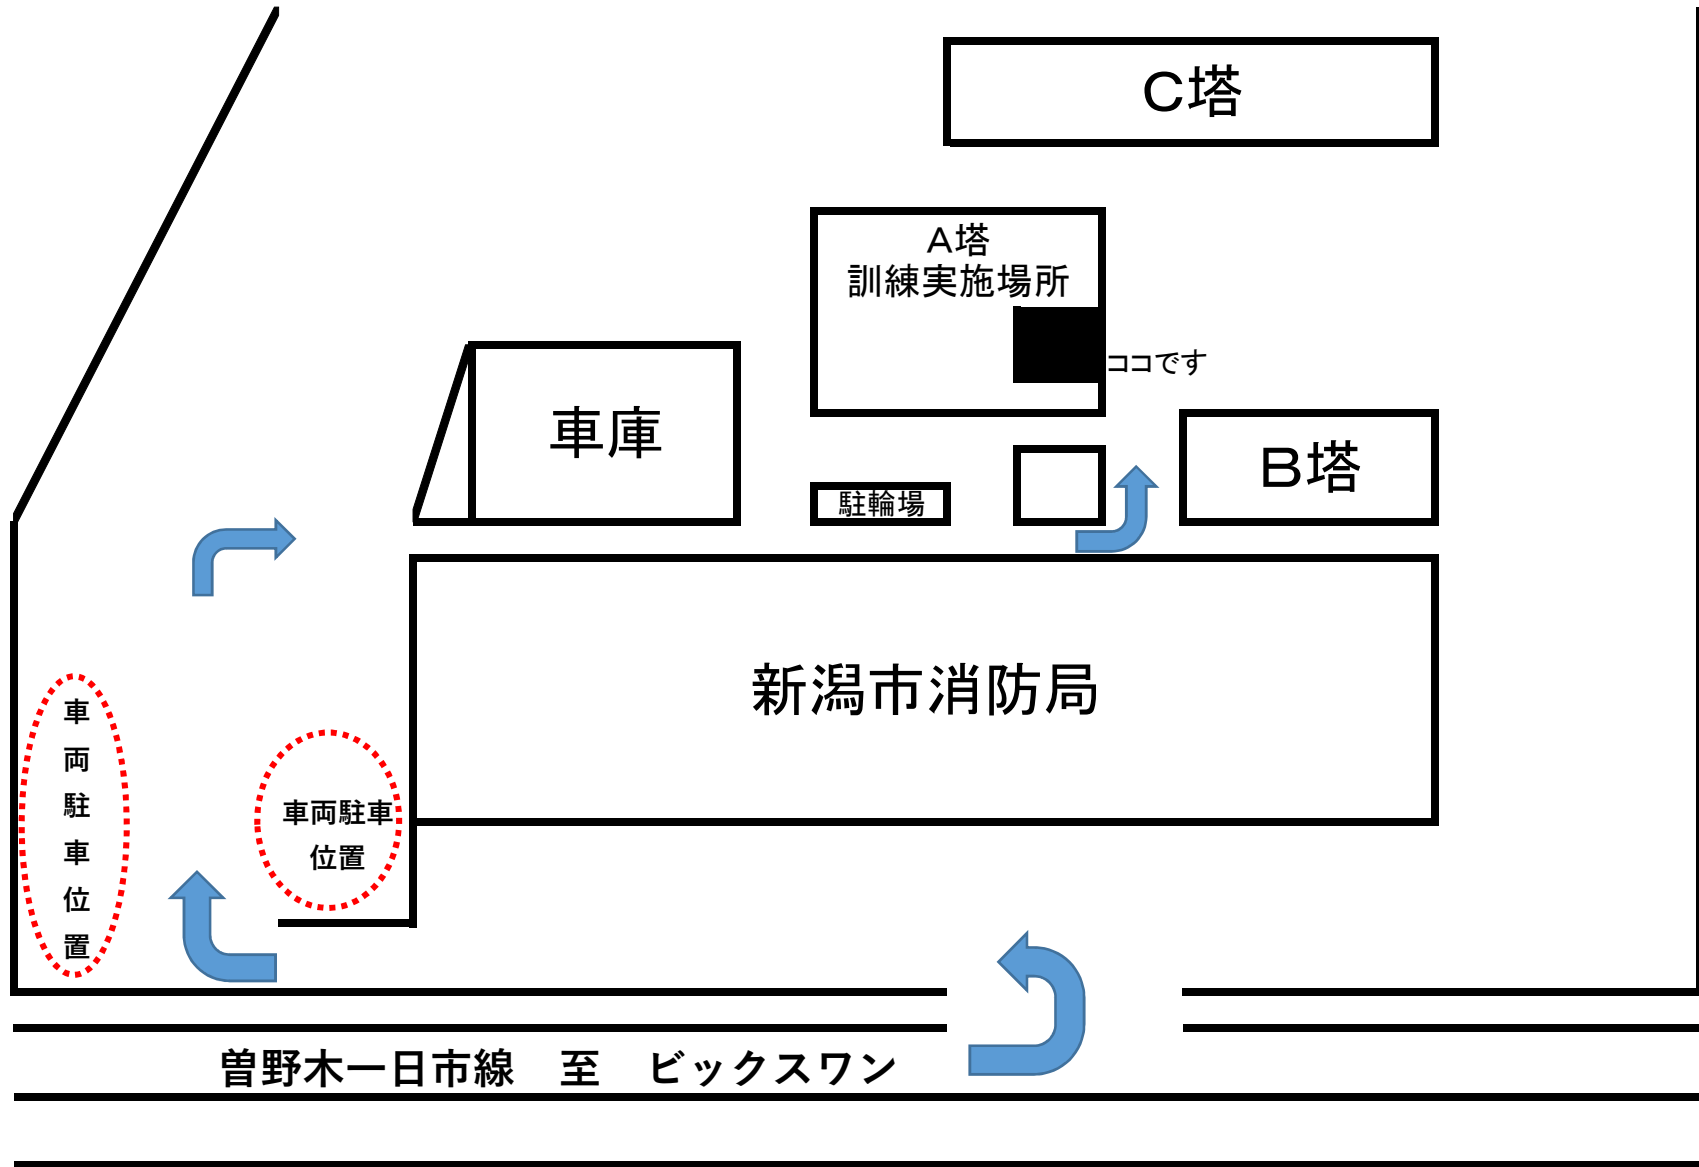 C塔
A塔
訓練実施場所
ココです
車庫
B塔
駐輪場
新潟市消防局
車両駐車位置
車両駐車
位置
曽野木一日市線　至　ビックスワン